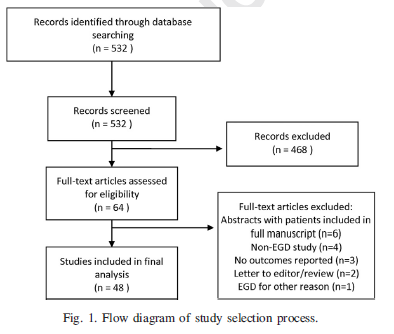 Records identified through database
searching
(n = 532)
Records screened
(n = 532)
Records excluded
(n = 468)
Full-text articles assessed
for eligibility
(n = 64)
Full-text articles excluded:
Abstracts with patients included in
full manuscript (n=6)
Non-EGD study (n=4)
No outcomes reported (n=3)
Letter to editor/review (n=2)
EGD for other reason (n=1)
Studies included in final
analysis
(n = 48)
Fig. 1. Flow diagram of study selection process.